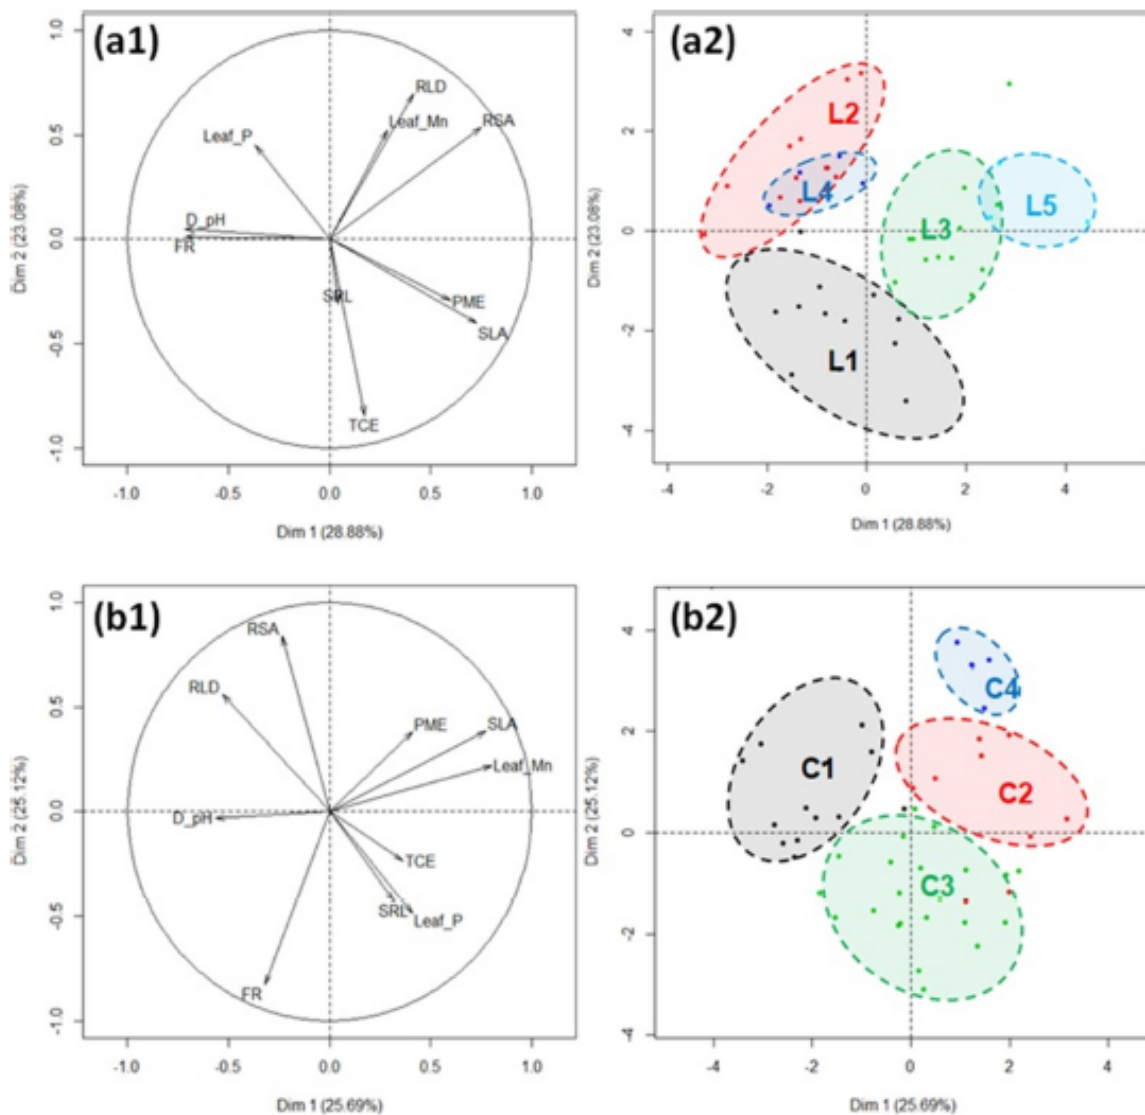 (a1)
1.0
0.5
0.0
-0.5
-1.0
Dim 2 (23.08%)
RLD
Leaf_Mn
RSA
Leaf_P
D_pH
FR
SRL
PME
SLA
TCE
-1.0 -0.5 0.0 0.5 1.0
Dim 1 (28.88%)
(a2)
4
2
0
-2
-4
Dim 2 (23.08%)
L2
L4
L3
L5
L1
-4 -2 0 2 4
Dim 1 (28.88%)
(b1)
1.0
0.5
0.0
-0.5
-1.0
Dim 2 (25.12%)
RSA
RLD
PME
SLA
Leaf_Mn
D_pH
TCE
SRL
Leaf_P
FR
-1.0 -0.5 0.0 0.5 1.0
Dim 1 (25.69%)
(b2)
4
2
0
-2
-4
Dim 2 (25.12%)
C4
C1
C2
C3
-4 -2 0 2 4
Dim 1 (25.69%)